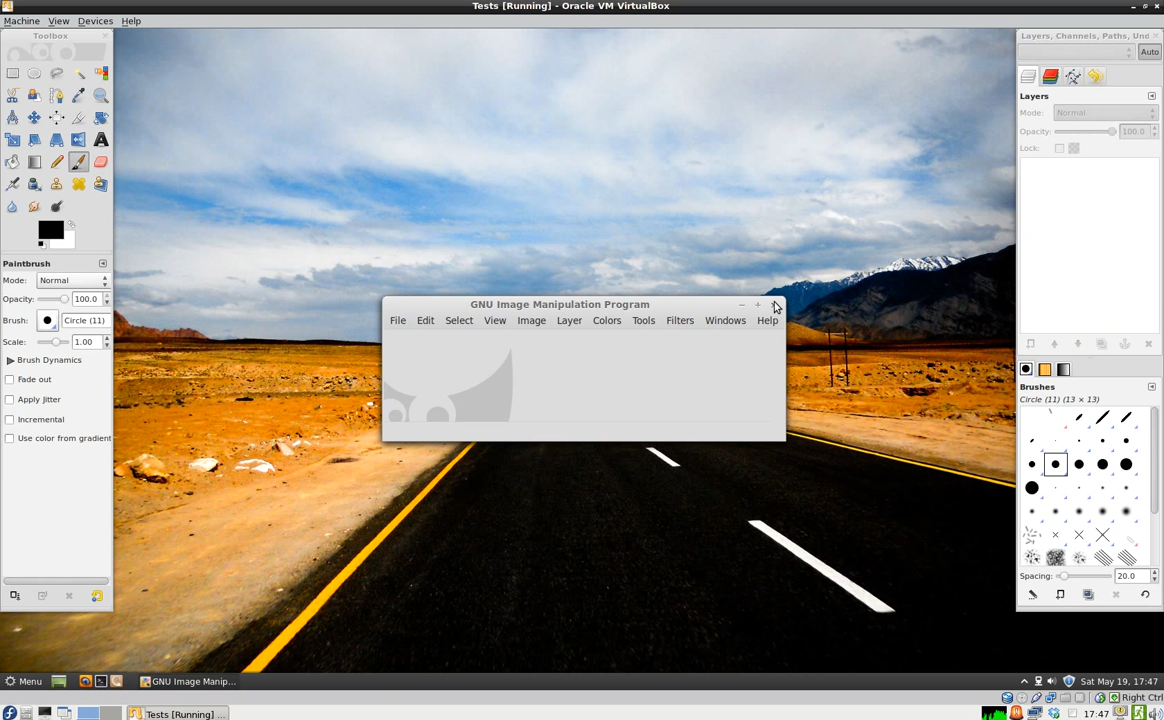 Tests [Running] - Oracle VM VirtualBox
Machine View Devices Help
Toolbox
Layers, Channels, Paths, Und
Auto
Layers
Mode: Normal
Opacity: 100.0
Lock:
Paintbrush
Mode: Normal
Opacity: 100.0
Brush: Circle (11)
Scale: 1.00
Brush Dynamics
Fade out
Apply Jitter
Incremental
Use color from gradient
GNU Image Manipulation Program
File Edit Select View Image Layer Colors Tools Filters Windows Help
Brushes
Circle (11) (13 × 13)
Spacing: 20.0
Menu
GNU Image Manip...
Sat May 19, 17:47
Right Ctrl
Tests [Running] ...
17:47